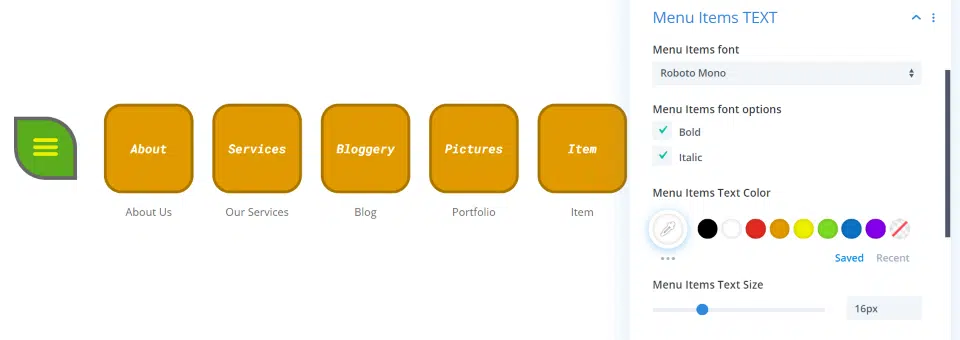 About
Services
Bloggery
Pictures
Item
About Us
Our Services
Blog
Portfolio
Item
Menu Items TEXT
Menu Items font
Roboto Mono
Menu Items font options
Bold
Italic
Menu Items Text Color
Saved
Recent
Menu Items Text Size
16px